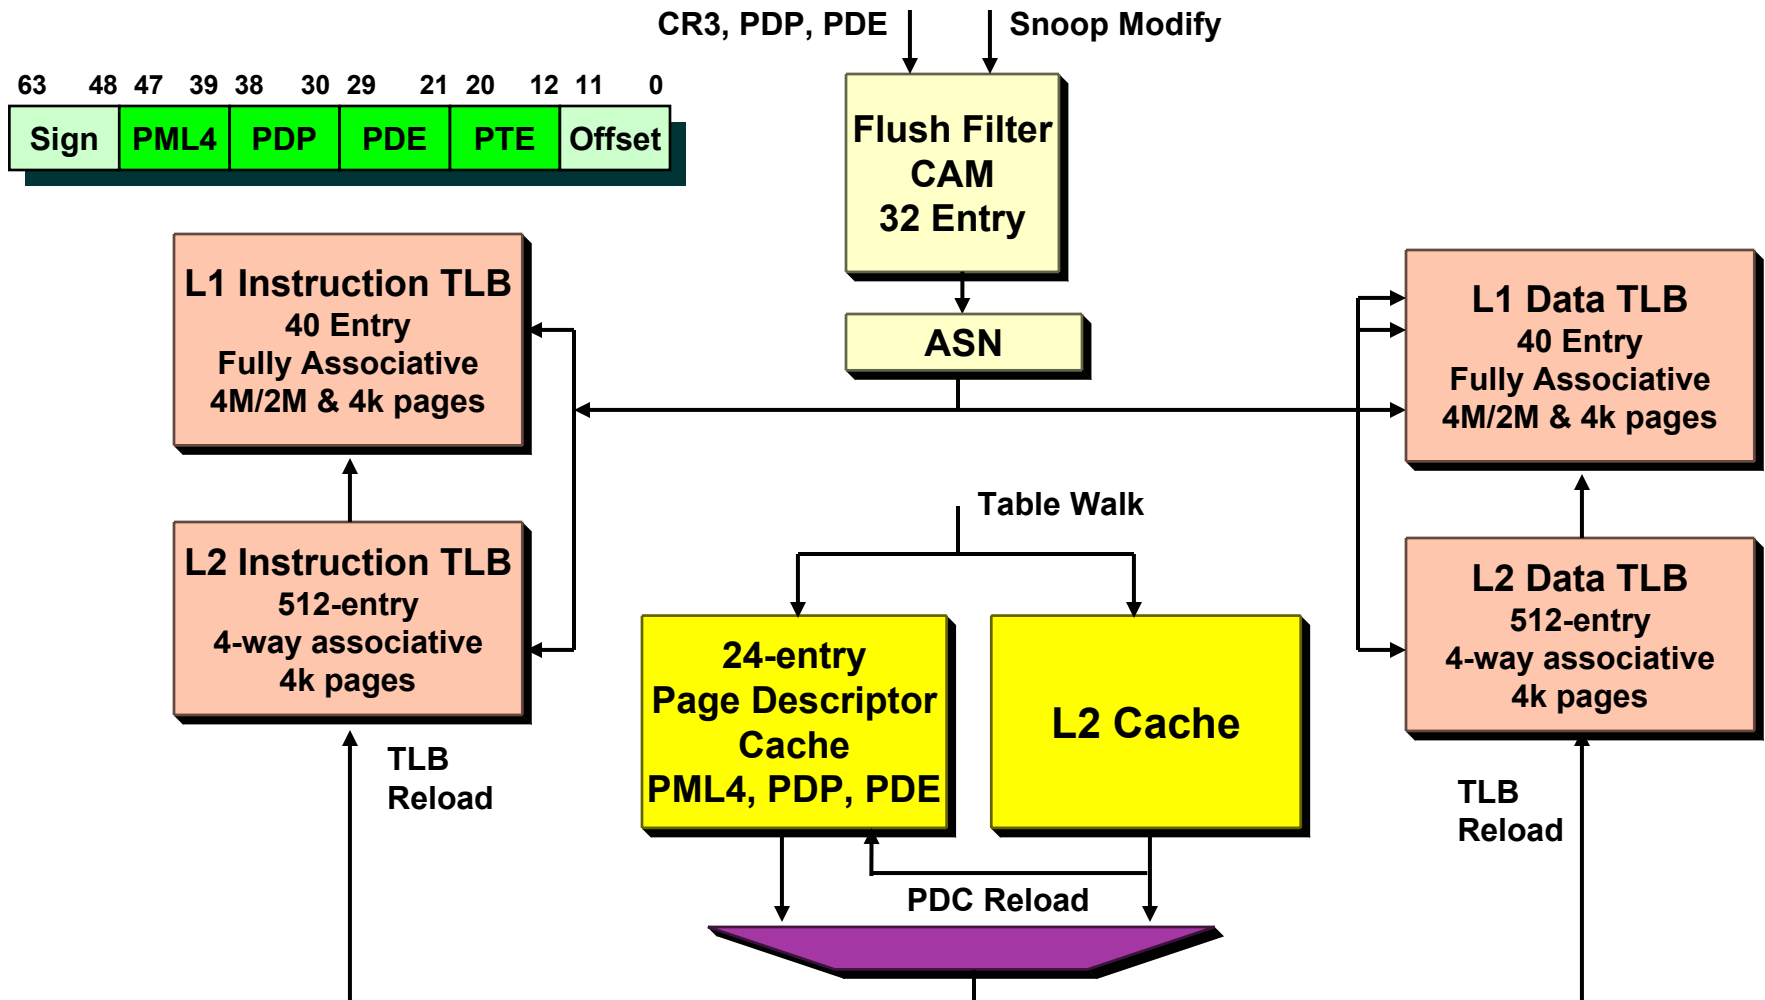 CR3, PDP, PDE
Snoop Modify
63 48 47 39 38 30 29 21 20 12 11 0
Sign PML4 PDP PDE PTE Offset
Flush Filter
CAM
32 Entry
ASN
L1 Instruction TLB
40 Entry
Fully Associative
4M/2M & 4k pages
L1 Data TLB
40 Entry
Fully Associative
4M/2M & 4k pages
Table Walk
L2 Instruction TLB
512-entry
4-way associative
4k pages
24-entry
Page Descriptor
Cache
PML4, PDP, PDE
L2 Cache
L2 Data TLB
512-entry
4-way associative
4k pages
TLB
Reload
TLB
Reload
PDC Reload